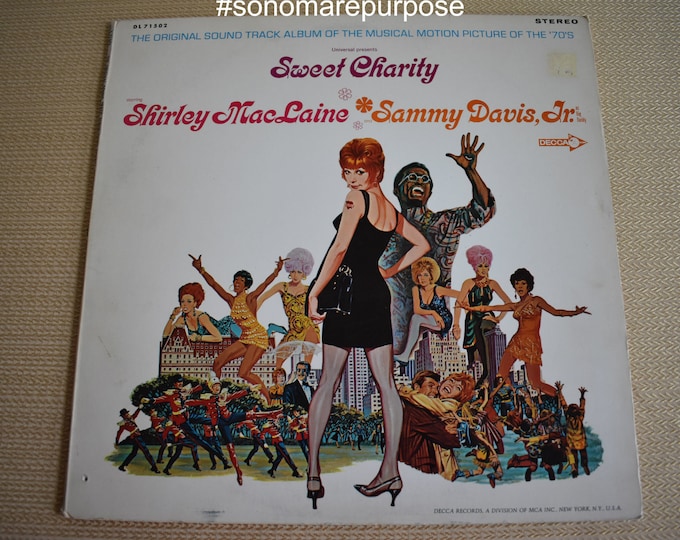 #sonomarepurpose
DL 71502
STEREO
THE ORIGINAL SOUND TRACK ALBUM OF THE MUSICAL MOTION PICTURE OF THE '70'S
Universal presents
Sweet Charity
starring
Shirley MacLaine Sammy Davis, Jr.
DECCA
DECCA RECORDS, A DIVISION OF MCA INC. NEW YORK, N.Y., U.S.A.